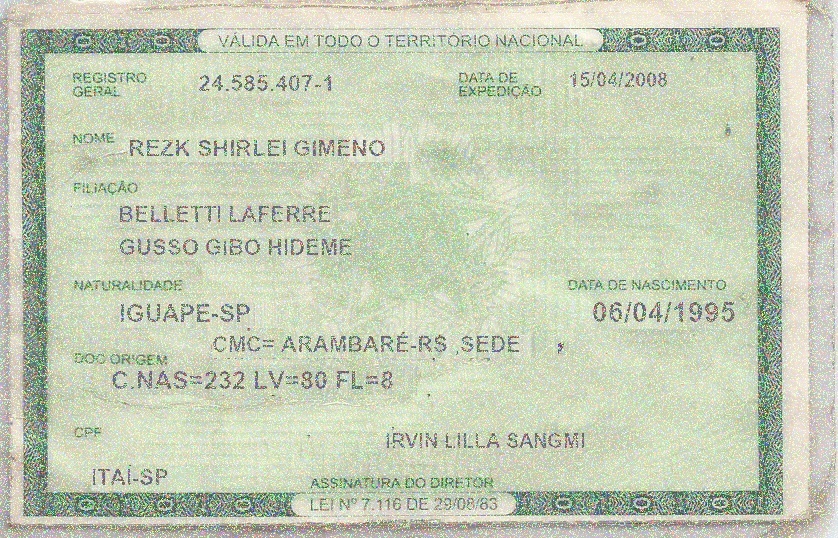 VÁLIDA EM TODO O TERRITÓRIO NACIONAL
REGISTRO GERAL 24.585.407-1 DATA DE EXPEDIÇÃO 15/04/2008
NOME REZK SHIRLEI GIMENO
FILIAÇÃO
BELLETTI LAFERRE
GUSSO GIBO HIDEME
NATURALIDADE DATA DE NASCIMENTO
IGUAPE-SP 06/04/1995
CMC= ARAMBARÉ-RS ,SEDE ,
DOC ORIGEM
C.NAS=232 LV=80 FL=8
CPF IRVIN LILLA SANGMI
ITAÍ-SP ASSINATURA DO DIRETOR
LEI Nº 7.116 DE 29/08/83